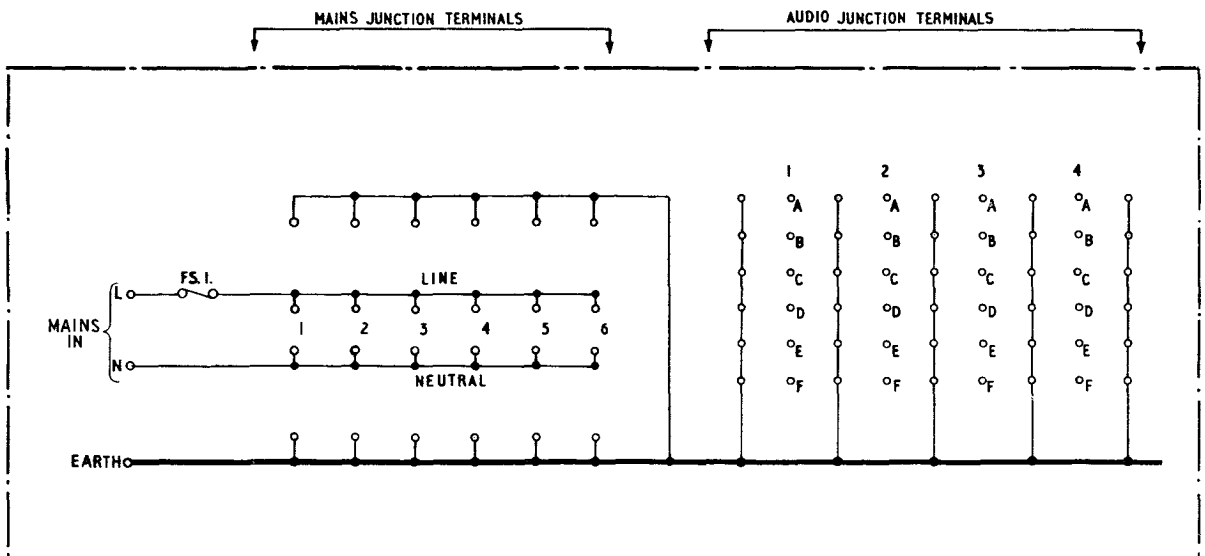 MAINS JUNCTION TERMINALS
AUDIO JUNCTION TERMINALS
1 2 3 4
A A A A
B B B B
FS.1.
LINE
C C C C
L
1 2 3 4 5 6
D D D D
MAINS IN
E E E E
N
NEUTRAL
F F F F
EARTH